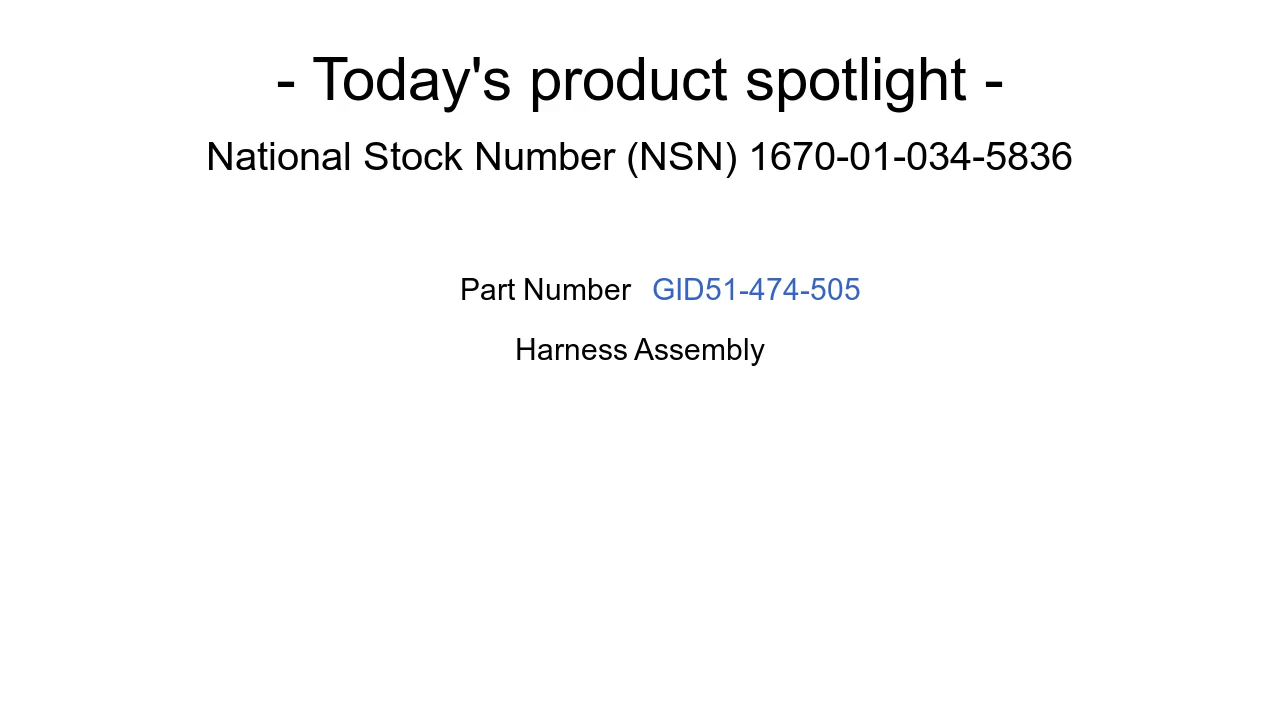 - Today's product spotlight -
National Stock Number (NSN) 1670-01-034-5836
Part Number GID51-474-505
Harness Assembly